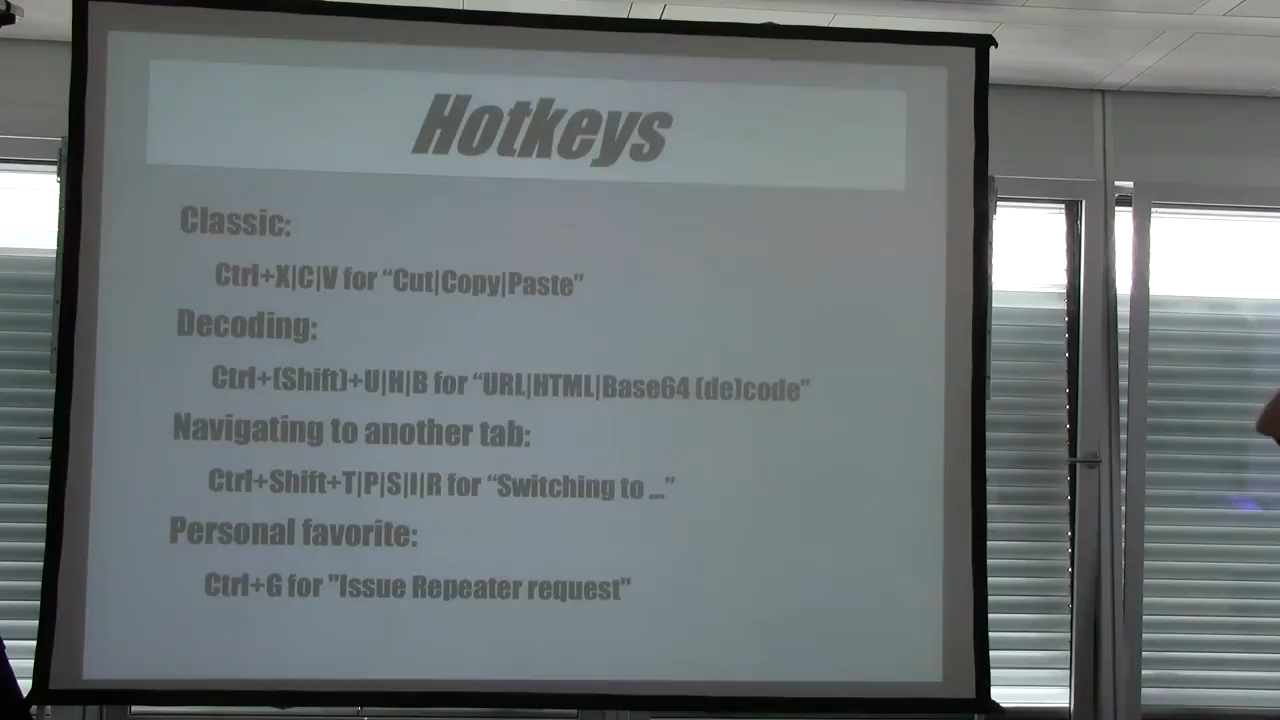 Hotkeys
Classic:
Ctrl+X|C|V for “Cut|Copy|Paste”
Decoding:
Ctrl+(Shift)+U|H|B for “URL|HTML|Base64 (de)code”
Navigating to another tab:
Ctrl+Shift+T|P|S|I|R for “Switching to ...”
Personal favorite:
Ctrl+G for "Issue Repeater request"